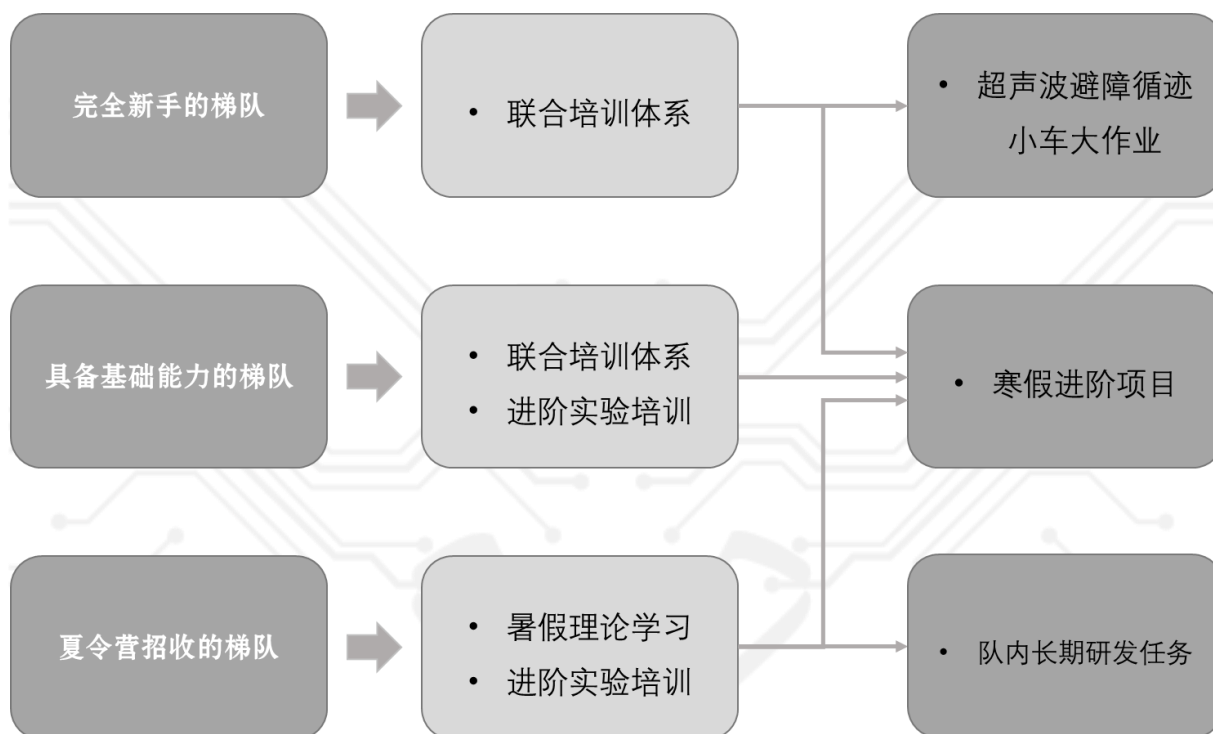 完全新手的梯队
• 联合培训体系
• 超声波避障循迹
小车大作业
具备基础能力的梯队
• 联合培训体系
• 进阶实验培训
• 寒假进阶项目
夏令营招收的梯队
• 暑假理论学习
• 进阶实验培训
• 队内长期研发任务